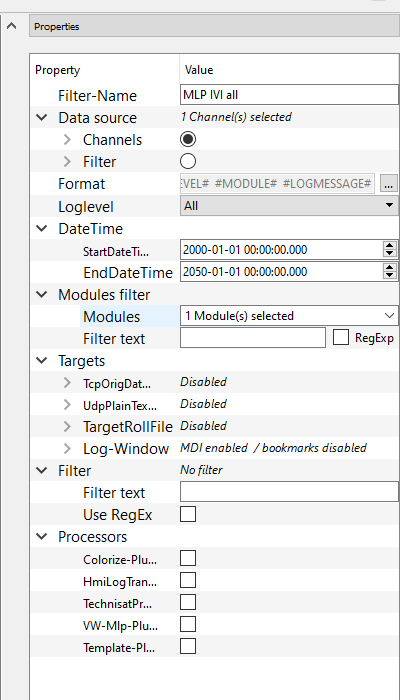 Properties
Property Value
Filter-Name MLP IVI all
Data source 1 Channel(s) selected
Channels
Filter
Format EVEL# #MODULE# #LOGMESSAGE# ...
Loglevel All
DateTime
StartDateTi... 2000-01-01 00:00:00.000
EndDateTime 2050-01-01 00:00:00.000
Modules filter
Modules 1 Module(s) selected
Filter text RegExp
Targets
TcpOrigDat... Disabled
UdpPlainTex... Disabled
TargetRollFile Disabled
Log-Window MDI enabled / bookmarks disabled
Filter No filter
Filter text
Use RegEx
Processors
Colorize-Plu...
HmiLogTran...
TechnisatPr...
VW-Mlp-Plu...
Template-Pl...